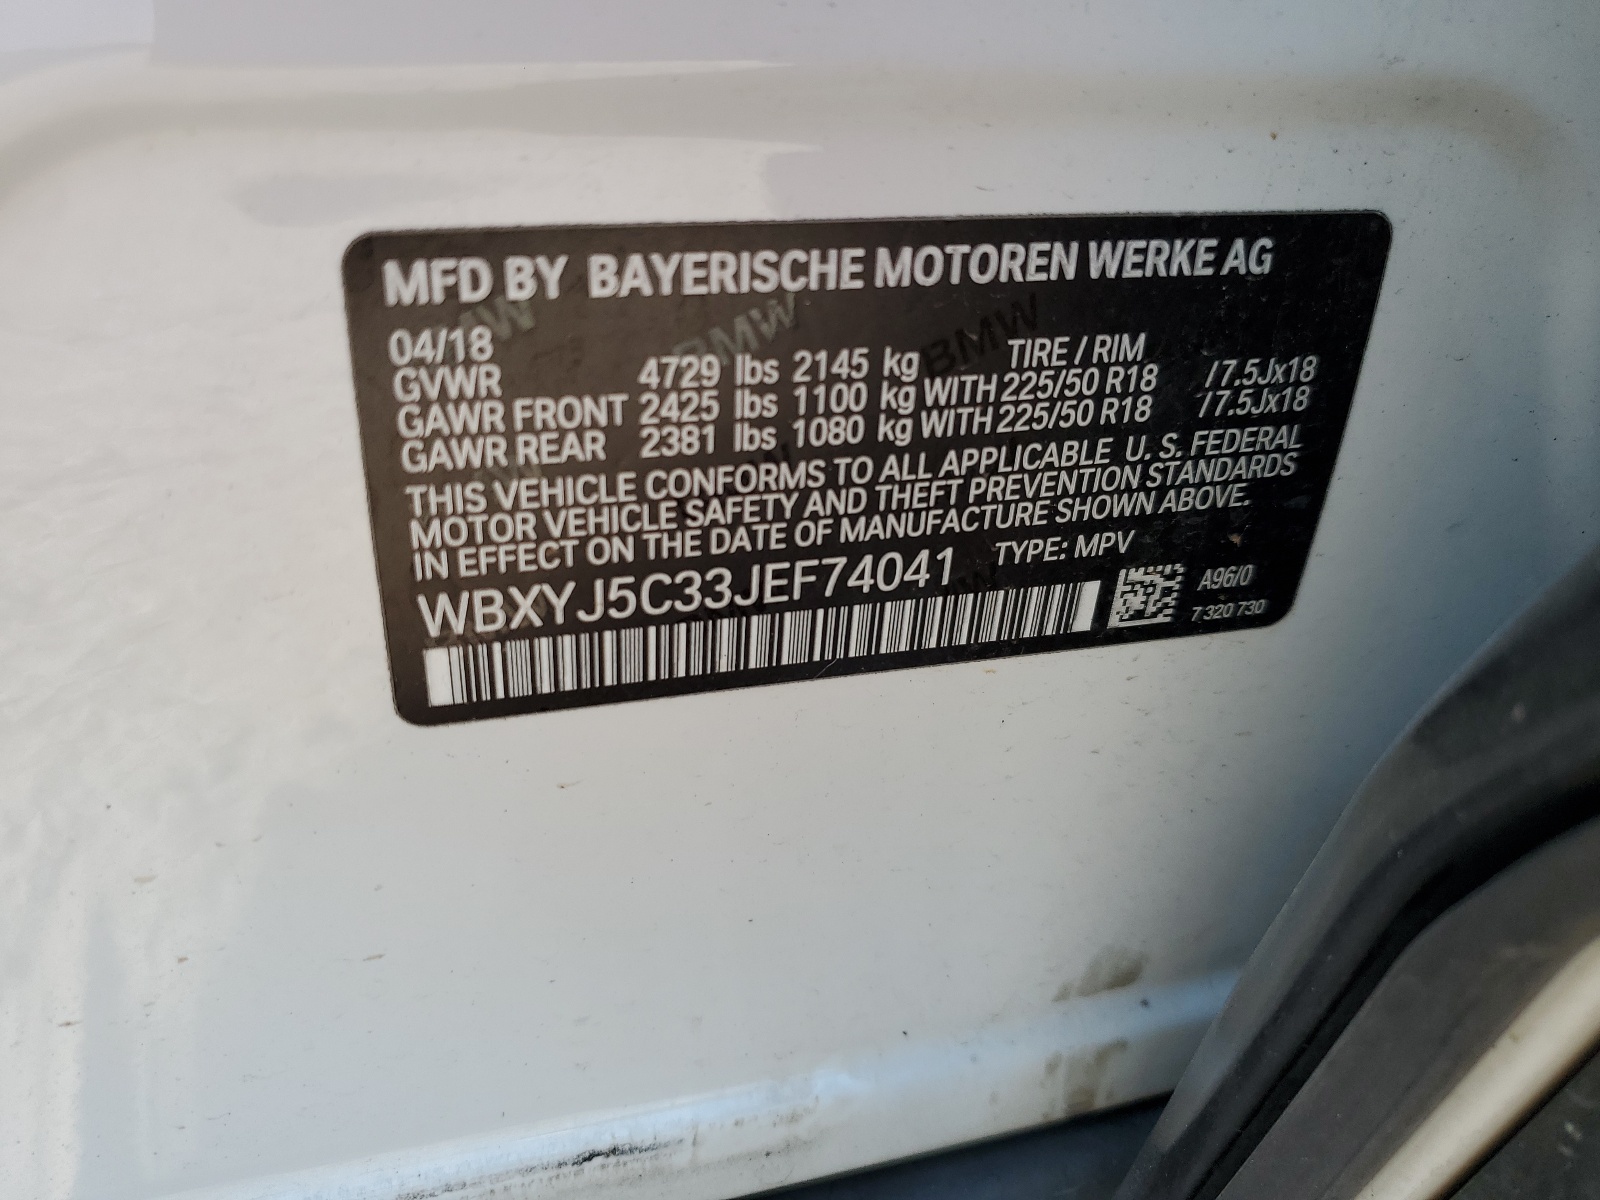 MFD BY BAYERISCHE MOTOREN WERKE AG
04/18
TIRE / RIM
GVWR 4729 lbs 2145 kg
GAWR FRONT 2425 lbs 1100 kg WITH 225/50 R18 /7.5Jx18
GAWR REAR 2381 lbs 1080 kg WITH 225/50 R18 /7.5Jx18
THIS VEHICLE CONFORMS TO ALL APPLICABLE U. S. FEDERAL
MOTOR VEHICLE SAFETY AND THEFT PREVENTION STANDARDS
IN EFFECT ON THE DATE OF MANUFACTURE SHOWN ABOVE.
WBXYJ5C33JEF74041 TYPE: MPV
A96/0
7 320 730
BMW
BMW
BMW